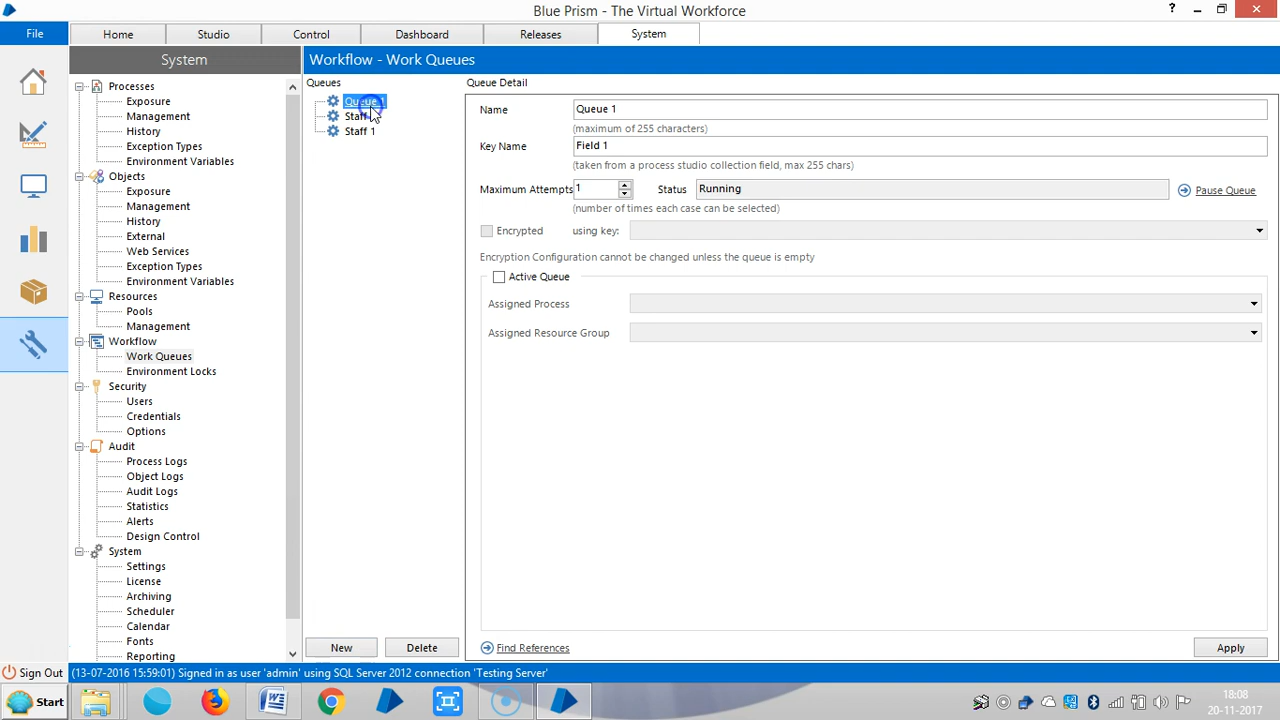 Blue Prism - The Virtual Workforce
?
File
Home
Studio
Control
Dashboard
Releases
System
System
Workflow - Work Queues
Processes
Exposure
Management
History
Exception Types
Environment Variables
Objects
Exposure
Management
History
External
Web Services
Exception Types
Environment Variables
Resources
Pools
Management
Workflow
Work Queues
Environment Locks
Security
Users
Credentials
Options
Audit
Process Logs
Object Logs
Audit Logs
Statistics
Alerts
Design Control
System
Settings
License
Archiving
Scheduler
Calendar
Fonts
Reporting
Queues
Queue 1
Staff
Staff 1
New
Delete
Queue Detail
Name Queue 1
(maximum of 255 characters)
Key Name Field 1
(taken from a process studio collection field, max 255 chars)
Maximum Attempts 1 Status Running Pause Queue
(number of times each case can be selected)
Encrypted using key:
Encryption Configuration cannot be changed unless the queue is empty
Active Queue
Assigned Process
Assigned Resource Group
Find References
Apply
Sign Out
(13-07-2016 15:59:01) Signed in as user 'admin' using SQL Server 2012 connection 'Testing Server'
Start
18:08
20-11-2017